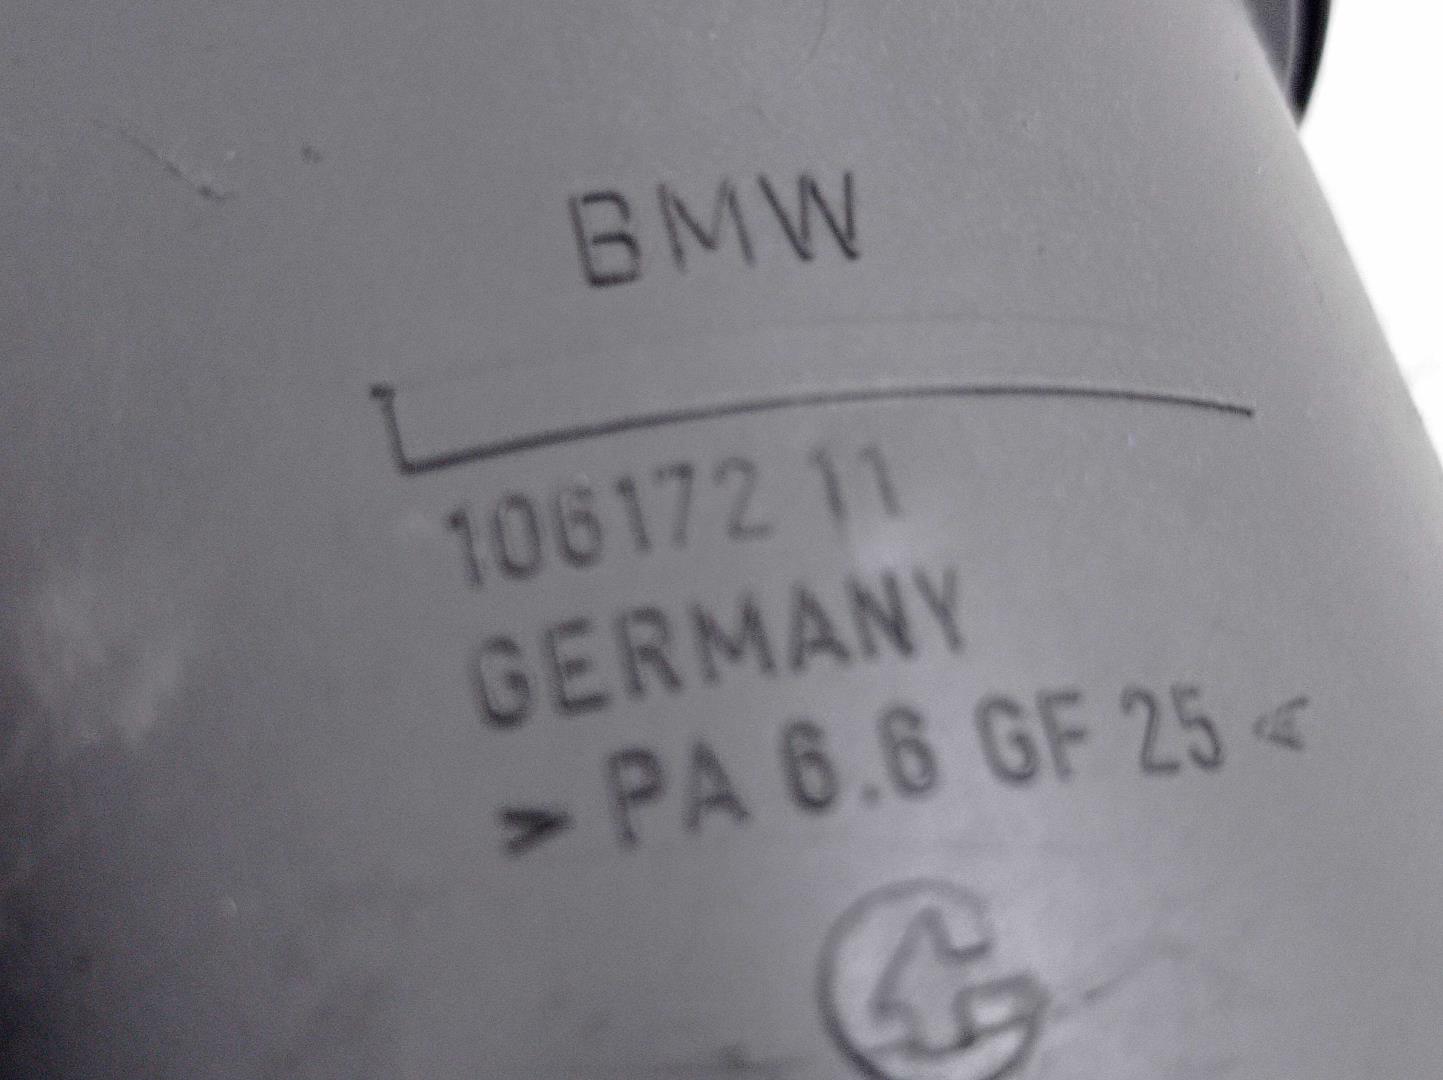 BMW
106172 11
GERMANY
> PA 6.6 GF 25 <